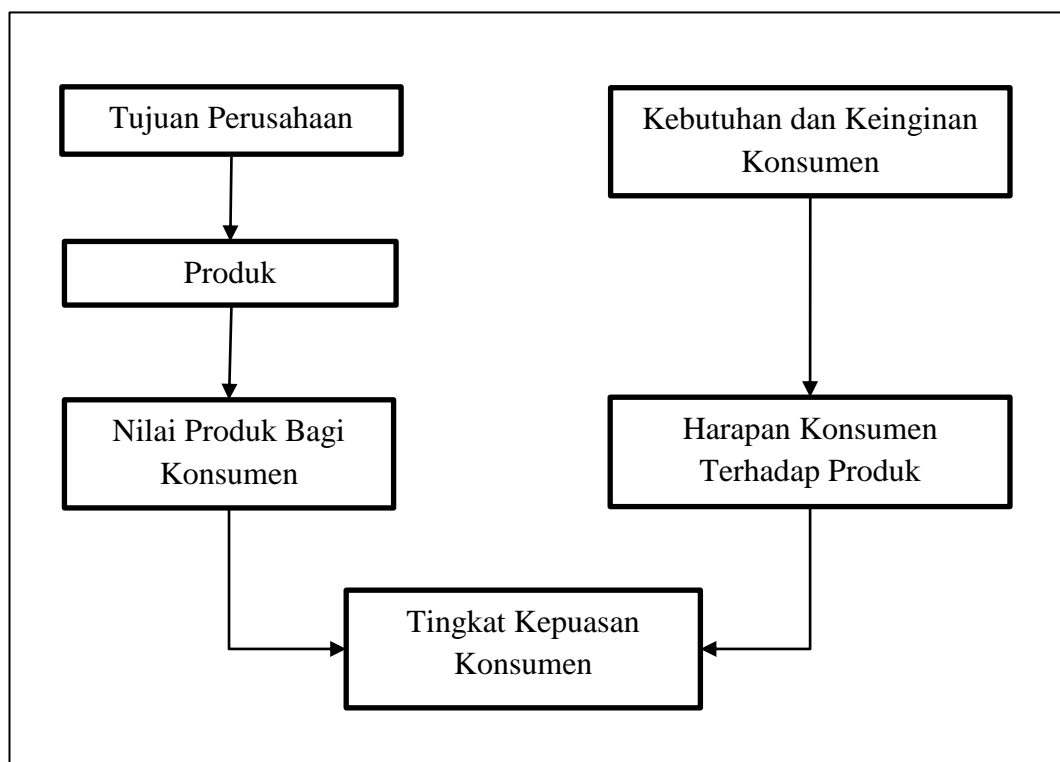 Tujuan Perusahaan
Kebutuhan dan Keinginan
Konsumen
Produk
Nilai Produk Bagi
Konsumen
Harapan Konsumen
Terhadap Produk
Tingkat Kepuasan
Konsumen